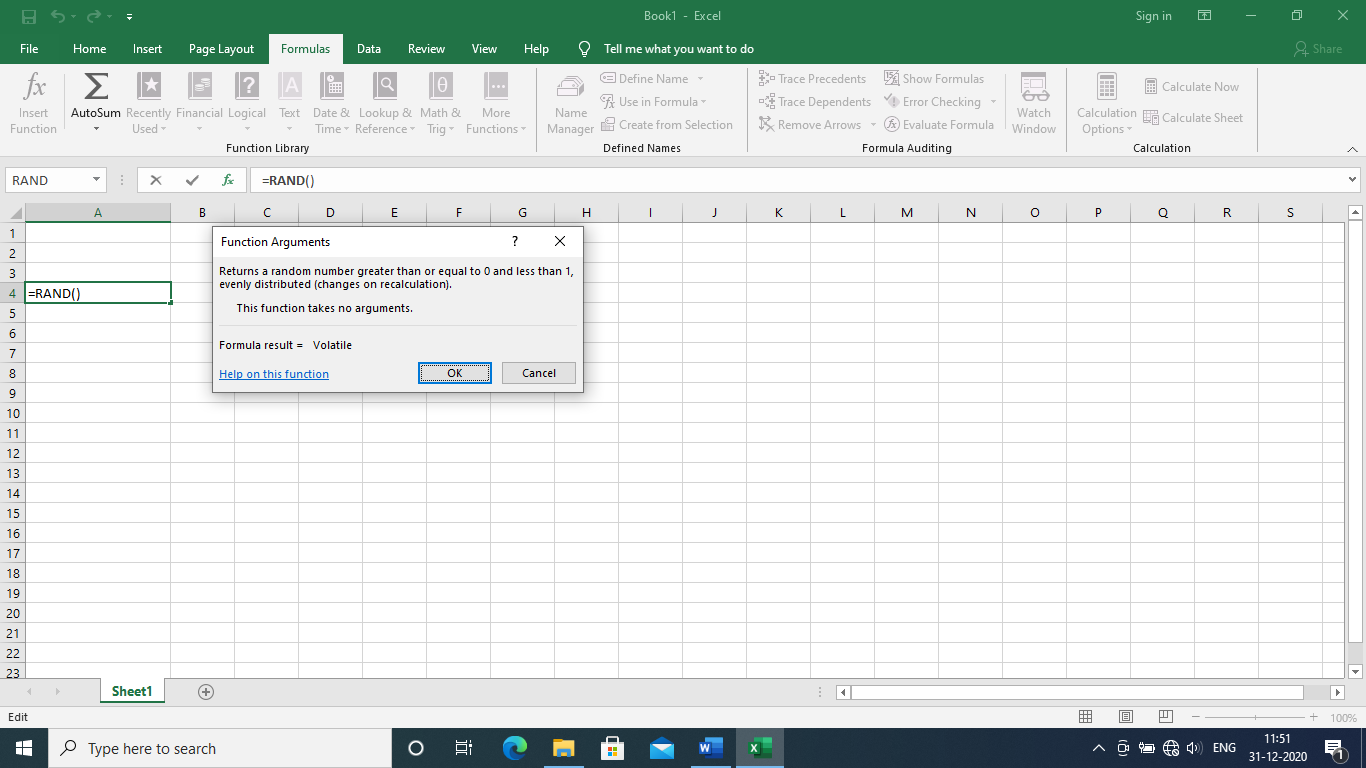 Book1 - Excel
Sign in
File Home Insert Page Layout Formulas Data Review View Help Tell me what you want to do Share
fx Insert Function
AutoSum
Recently Used
Financial
Logical
Text
Date & Time
Lookup & Reference
Math & Trig
More Functions
Function Library
Name Manager
Define Name
Use in Formula
Create from Selection
Defined Names
Trace Precedents
Trace Dependents
Remove Arrows
Show Formulas
Error Checking
Evaluate Formula
Watch Window
Formula Auditing
Calculation Options
Calculate Now
Calculate Sheet
Calculation
RAND fx =RAND()
A B C D E F G H I J K L M N O P Q R S
1
2
3
4 =RAND()
5
6
7
8
9
10
11
12
13
14
15
16
17
18
19
20
21
22
23
Function Arguments ?
Returns a random number greater than or equal to 0 and less than 1,
evenly distributed (changes on recalculation).
This function takes no arguments.
Formula result = Volatile
Help on this function OK Cancel
Sheet1
Edit 100%
Type here to search
ENG
11:51
31-12-2020
1